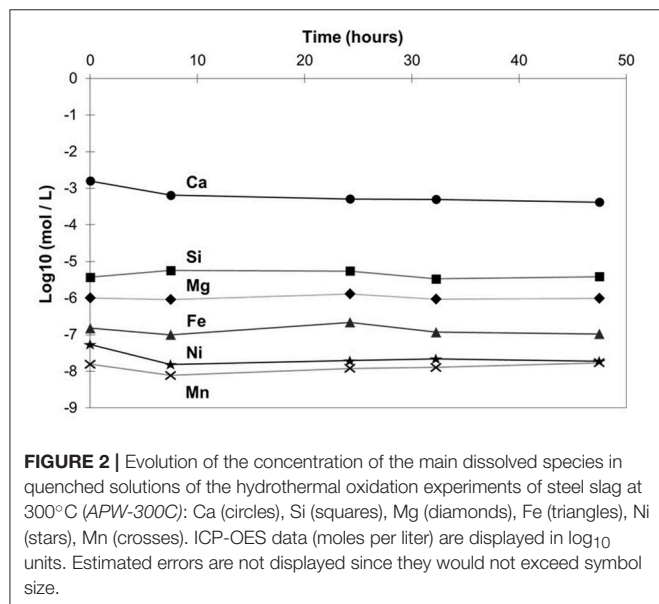 Time (hours)
0 10 20 30 40 50
0
-1
-2
-3
-4
-5
-6
-7
-8
-9
Log10 (mol / L)
Ca
Si
Mg
Fe
Ni
Mn
FIGURE 2 | Evolution of the concentration of the main dissolved species in
quenched solutions of the hydrothermal oxidation experiments of steel slag at
300°C (APW-300C): Ca (circles), Si (squares), Mg (diamonds), Fe (triangles), Ni
(stars), Mn (crosses). ICP-OES data (moles per liter) are displayed in log₁₀
units. Estimated errors are not displayed since they would not exceed symbol
size.